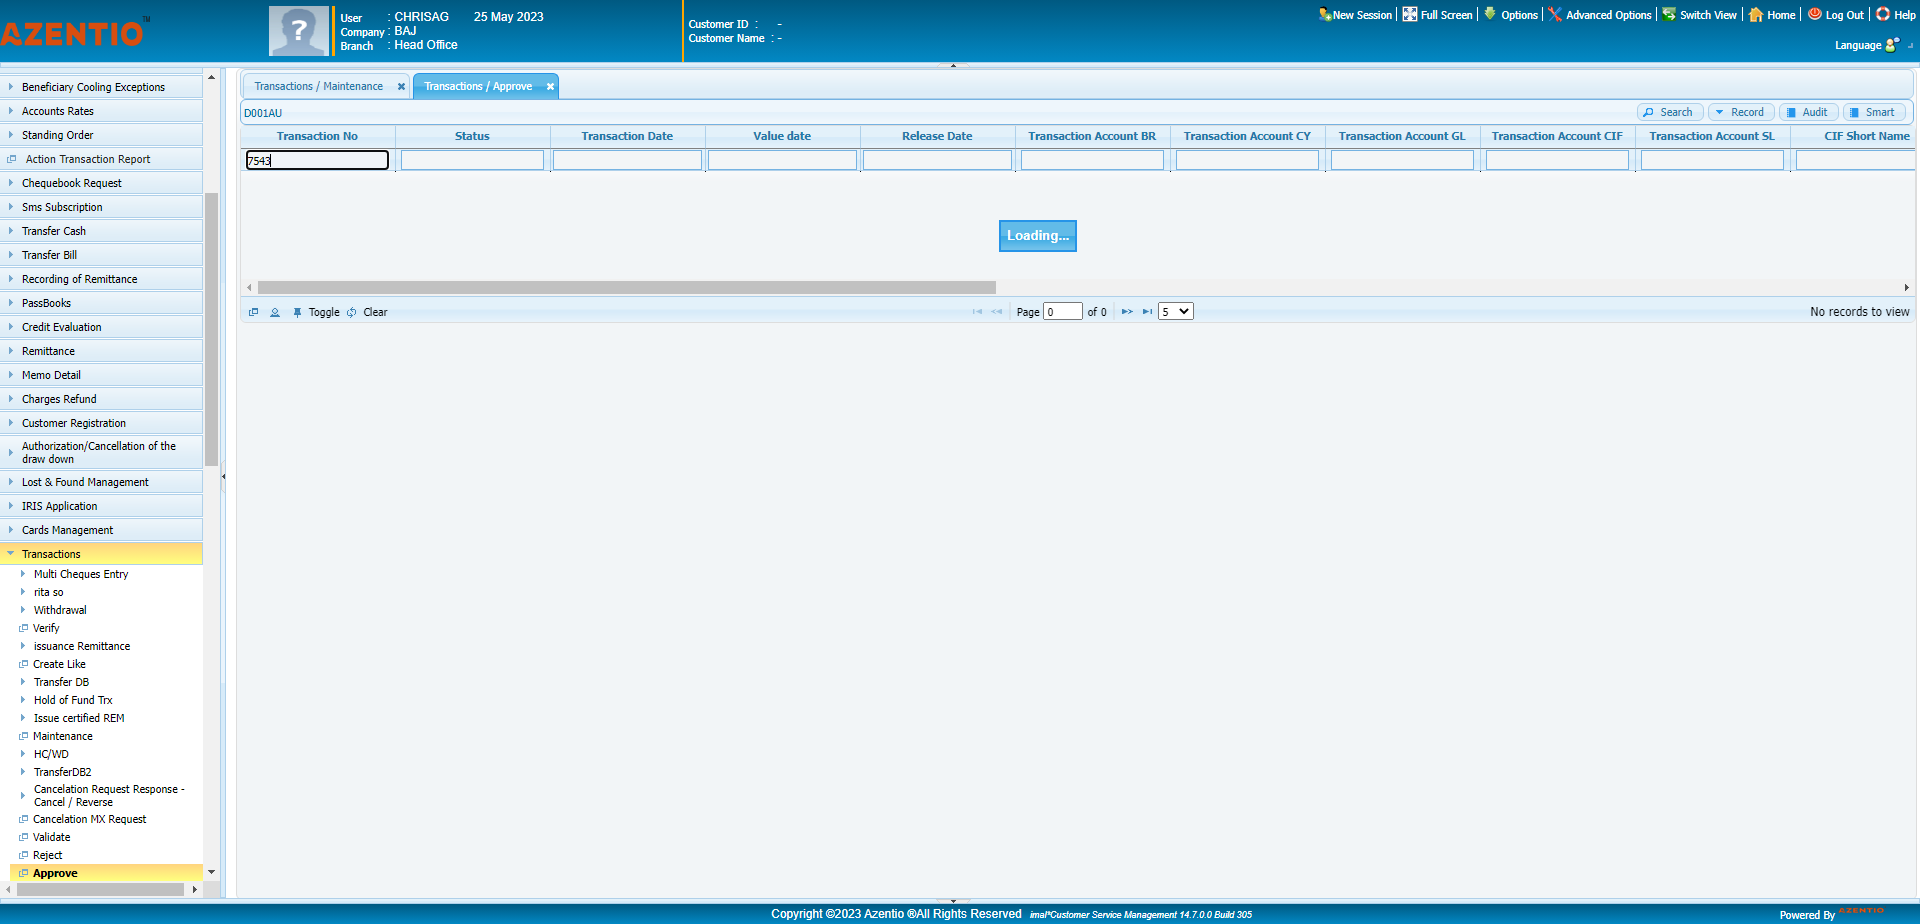 AZENTIO™
User : CHRISAG 25 May 2023
Company : BAJ
Branch : Head Office
Customer ID : -
Customer Name : -
New Session
Full Screen
Options
Advanced Options
Switch View
Home
Log Out
Help
Language
Beneficiary Cooling Exceptions
Accounts Rates
Standing Order
Action Transaction Report
Chequebook Request
Sms Subscription
Transfer Cash
Transfer Bill
Recording of Remittance
PassBooks
Credit Evaluation
Remittance
Memo Detail
Charges Refund
Customer Registration
Authorization/Cancellation of the
draw down
Lost & Found Management
IRIS Application
Cards Management
Transactions
Multi Cheques Entry
rita so
Withdrawal
Verify
issuance Remittance
Create Like
Transfer DB
Hold of Fund Trx
Issue certified REM
Maintenance
HC/WD
TransferDB2
Cancelation Request Response -
Cancel / Reverse
Cancelation MX Request
Validate
Reject
Approve
Transactions / Maintenance
Transactions / Approve
D001AU
Search
Record
Audit
Smart
Transaction No
Status
Transaction Date
Value date
Release Date
Transaction Account BR
Transaction Account CY
Transaction Account GL
Transaction Account CIF
Transaction Account SL
CIF Short Name
7543
Loading...
Toggle
Clear
Page 0 of 0
5
No records to view
Copyright ©2023 Azentio ®All Rights Reserved imal*Customer Service Management 14.7.0.0 Build 305
Powered By AZENTIO